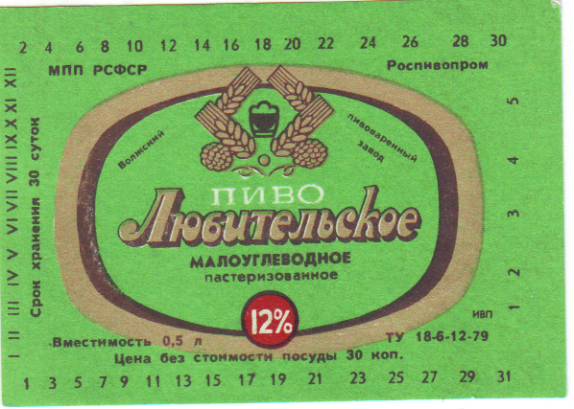 2 4 6 8 10 12 14 16 18 20 22 24 26 28 30
МПП РСФСР
Роспивопром
I II III IV V VI VII VIII IX X XI XII
Срок хранения 30 суток
Волжский
пивоваренный
завод
ПИВО
Любительское
МАЛОУГЛЕВОДНОЕ
пастеризованное
12%
1 2 3 4 5
ИВП
Вместимость 0,5 л
ТУ 18-6-12-79
Цена без стоимости посуды 30 коп.
1 3 5 7 9 11 13 15 17 19 21 23 25 27 29 31